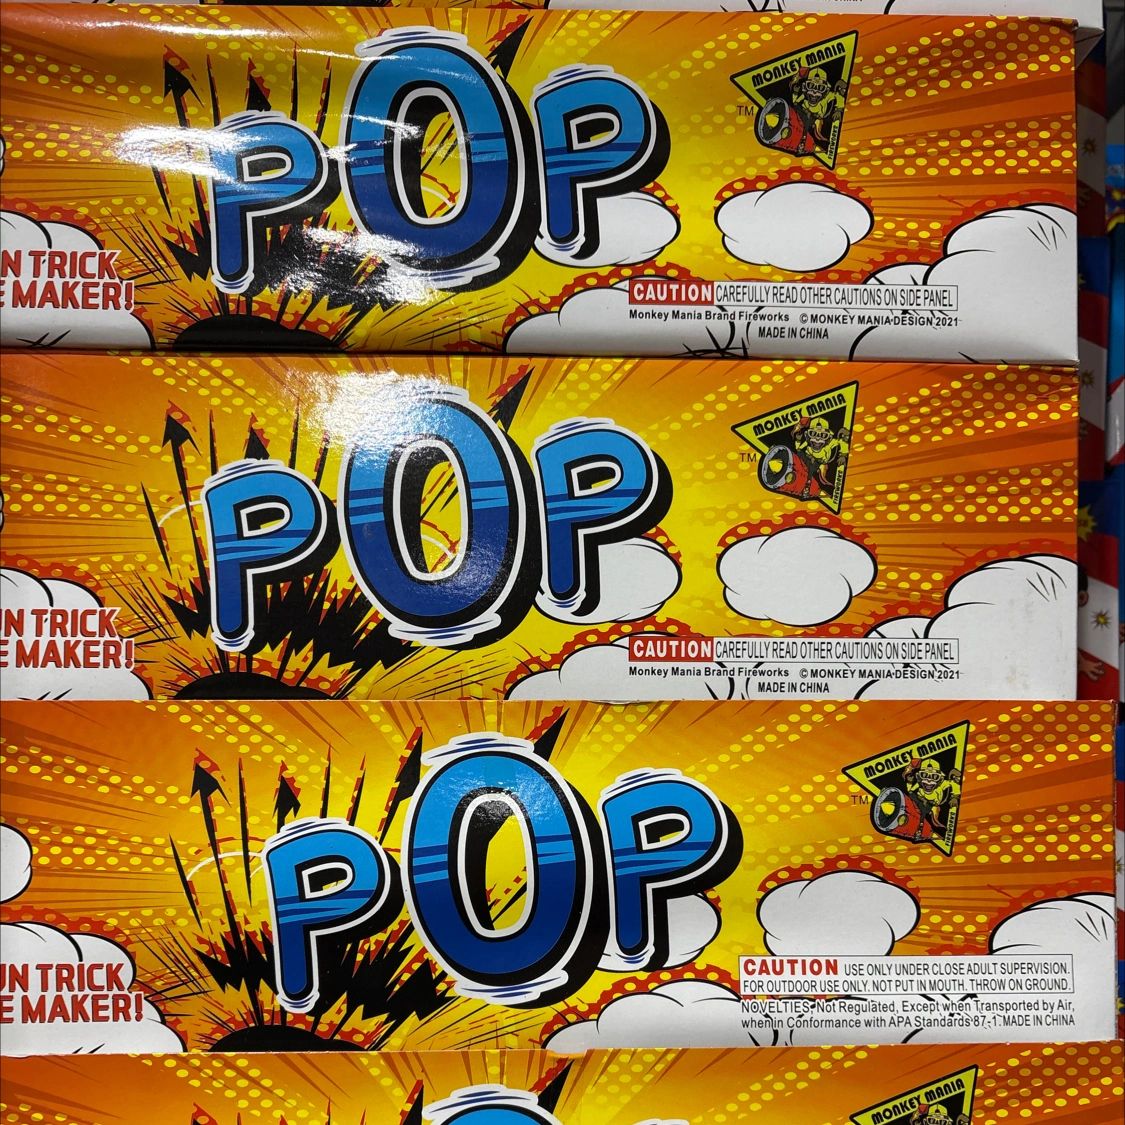 POP
MONKEY MANIA
FIREWORKS
TM
N TRICK
E MAKER!
CAUTION CAREFULLY READ OTHER CAUTIONS ON SIDE PANEL
Monkey Mania Brand Fireworks © MONKEY MANIA DESIGN 2021
MADE IN CHINA
POP
MONKEY MANIA
FIREWORKS
TM
N TRICK
E MAKER!
CAUTION CAREFULLY READ OTHER CAUTIONS ON SIDE PANEL
Monkey Mania Brand Fireworks © MONKEY MANIA DESIGN 2021
MADE IN CHINA
POP
MONKEY MANIA
FIREWORKS
TM
UN TRICK
E MAKER!
CAUTION USE ONLY UNDER CLOSE ADULT SUPERVISION.
FOR OUTDOOR USE ONLY. NOT PUT IN MOUTH. THROW ON GROUND.
NOVELTIES-Not Regulated, Except when Transported by Air,
when in Conformance with APA Standards 87-1.MADE IN CHINA
MONKEY MANIA